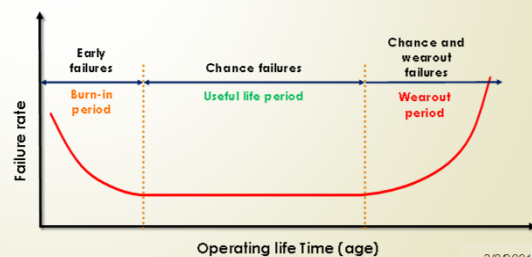 Early
failures
Chance failures
Chance and
wearout
failures
Burn-in
period
Useful life period
Wearout
period
Failure rate
Operating life Time (age)